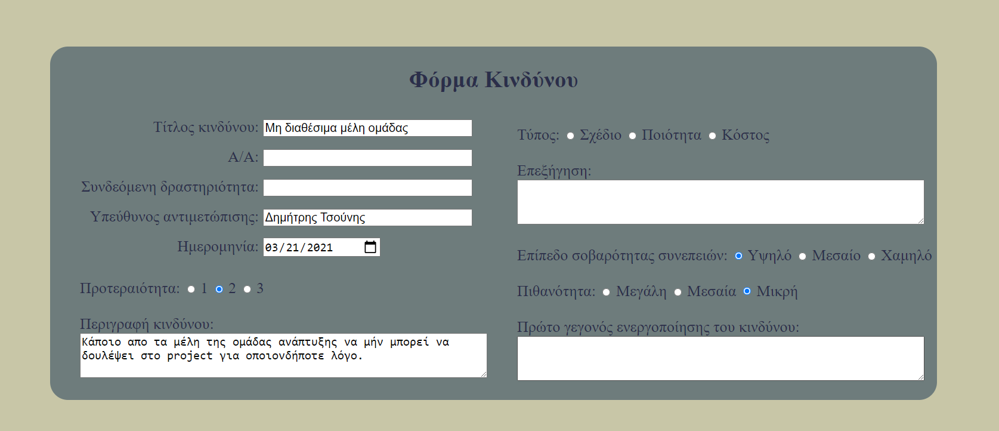 Φόρμα Κινδύνου
Τίτλος κινδύνου: Μη διαθέσιμα μέλη ομάδας
Α/Α:
Συνδεόμενη δραστηριότητα:
Υπεύθυνος αντιμετώπισης: Δημήτρης Τσούνης
Ημερομηνία: 03/21/2021
Προτεραιότητα: 1 2 3
Περιγραφή κινδύνου:
Κάποιο απο τα μέλη της ομάδας ανάπτυξης να μήν μπορεί να
δουλέψει στο project για οποιονδήποτε λόγο.
Τύπος: Σχέδιο Ποιότητα Κόστος
Επεξήγηση:
Επίπεδο σοβαρότητας συνεπειών: Υψηλό Μεσαίο Χαμηλό
Πιθανότητα: Μεγάλη Μεσαία Μικρή
Πρώτο γεγονός ενεργοποίησης του κινδύνου: